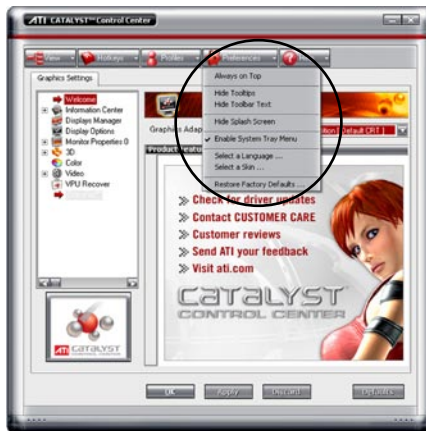 ATI CATALYST™ Control Center
View Hotkeys Profiles Preferences
Graphics Settings
Always on Top
Hide Tooltips
Hide Toolbar Text
Hide Splash Screen
Enable System Tray Menu
Select a Language ...
Select a Skin ...
Restore Factory Defaults ...
Welcome
Information Center
Displays Manager
Display Options
Monitor Properties 0
3D
Color
Video
VPU Recover
Graphics Adap
[Default CRT ]
Product Featur
Check for driver updates
Contact CUSTOMER CARE
Customer reviews
Send ATI your feedback
Visit ati.com
CATALYST
CONTROL CENTER
ATI CATALYST
CONTROL CENTER
OK Apply Discard Defaults